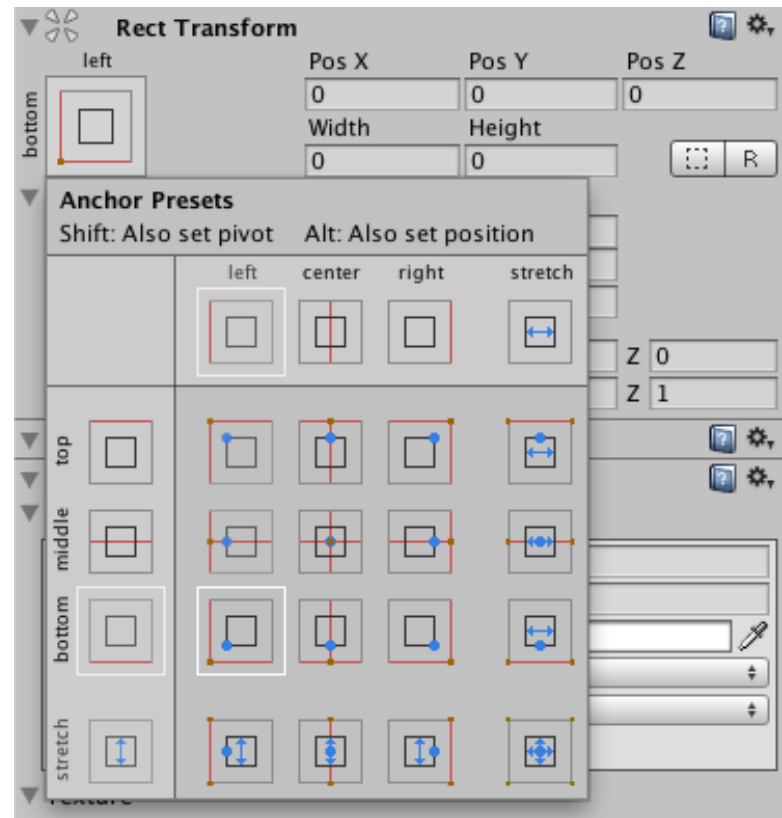 Rect Transform
left
Pos X Pos Y Pos Z
bottom
0 0 0
Width Height
0 0 R
Anchor Presets
Shift: Also set pivot Alt: Also set position
left center right stretch
Z 0
Z 1
top
middle
bottom
stretch